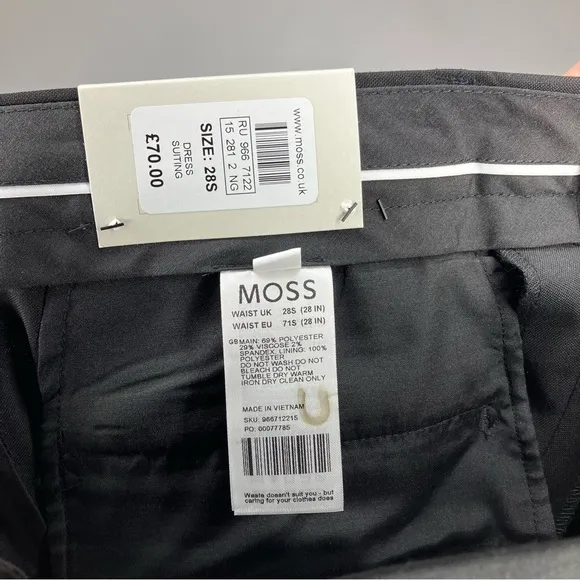 www.moss.co.uk
RU 966 7122
15 281 2 NG
SIZE: 28S
DRESS
SUITING
£70.00
MOSS
WAIST UK 28S (28 IN)
WAIST EU 71S (28 IN)
GB MAIN: 69% POLYESTER
29% VISCOSE 2%
SPANDEX: LINING: 100%
POLYESTER
DO NOT WASH DO NOT
BLEACH DO NOT
TUMBLE DRY WARM
IRON DRY CLEAN ONLY
MADE IN VIETNAM
SKU: 966712215
PO: 00077785
Waste doesn't suit you - but
caring for your clothes does